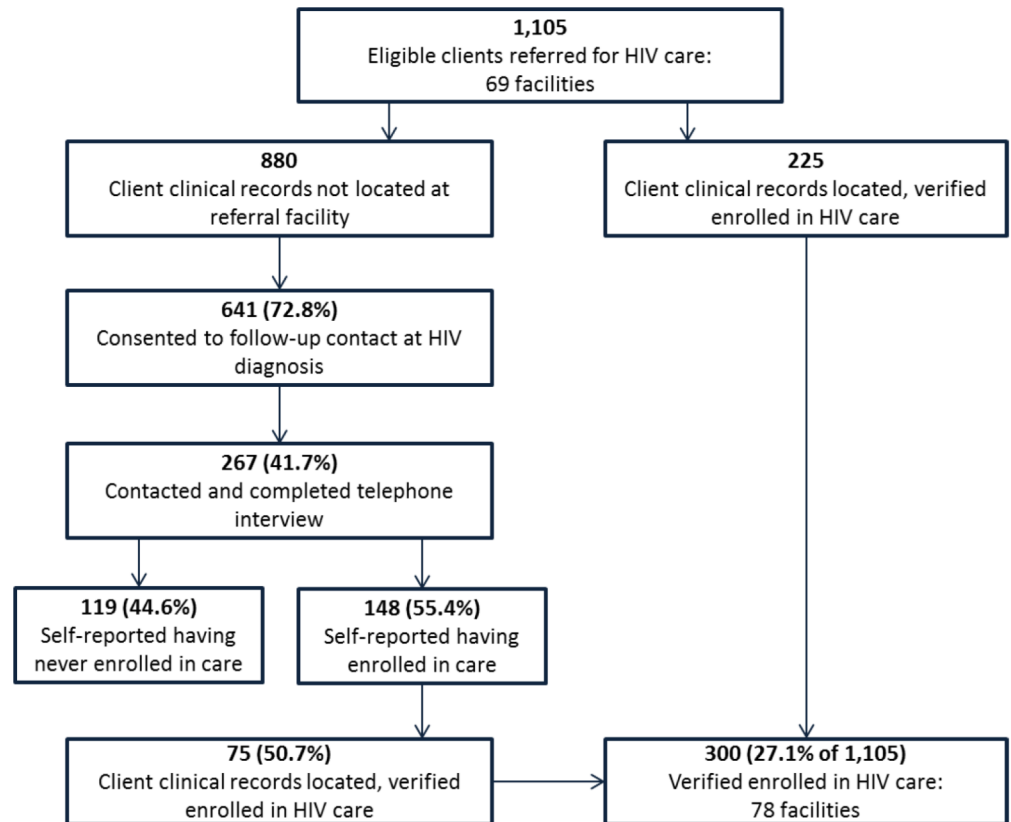 1,105
Eligible clients referred for HIV care:
69 facilities
880
Client clinical records not located at
referral facility
225
Client clinical records located, verified
enrolled in HIV care
641 (72.8%)
Consented to follow-up contact at HIV
diagnosis
267 (41.7%)
Contacted and completed telephone
interview
119 (44.6%)
Self-reported having
never enrolled in care
148 (55.4%)
Self-reported having
enrolled in care
75 (50.7%)
Client clinical records located, verified
enrolled in HIV care
300 (27.1% of 1,105)
Verified enrolled in HIV care:
78 facilities